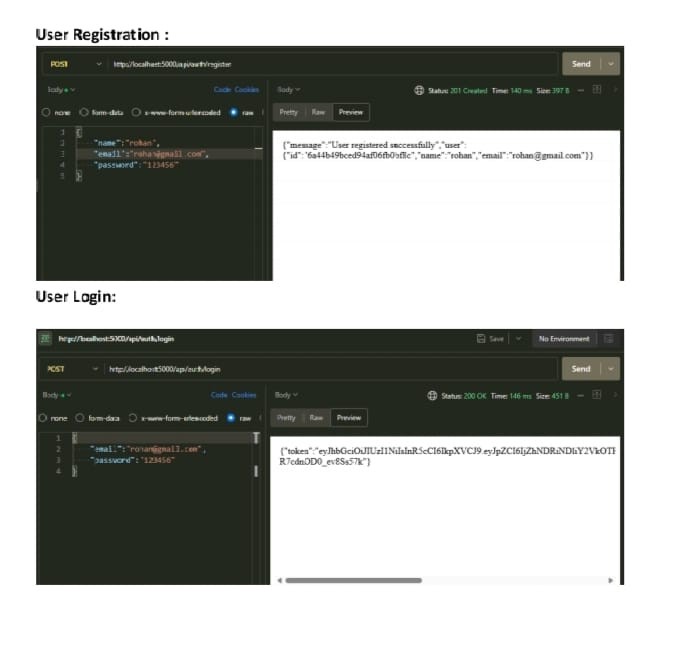 User Registration :
POST http://localhost:5000/api/auth/register Send
Body Code Cookies Body Status: 201 Created Time: 140 ms Size: 397 B
none form-data x-www-form-urlencoded raw Pretty Raw Preview
1 {
2 "name":"rohan",
3 "email":"rohan@gmail.com",
4 "password":"123456"
5 }
{"message":"User registered successfully","user":
"name":"rohan","email":"rohan@gmail.com"}}
User Login:
http://localhost:5000/api/auth/login Save No Environment
POST http://localhost:5000/api/auth/login Send
Body Code Cookies Body Status: 200 OK Time: 146 ms Size: 451 B
none form-data x-www-form-urlencoded raw Pretty Raw Preview
1 {
2 "email":"rohan@gmail.com",
3 "password":"123456"
4 }
{"token":